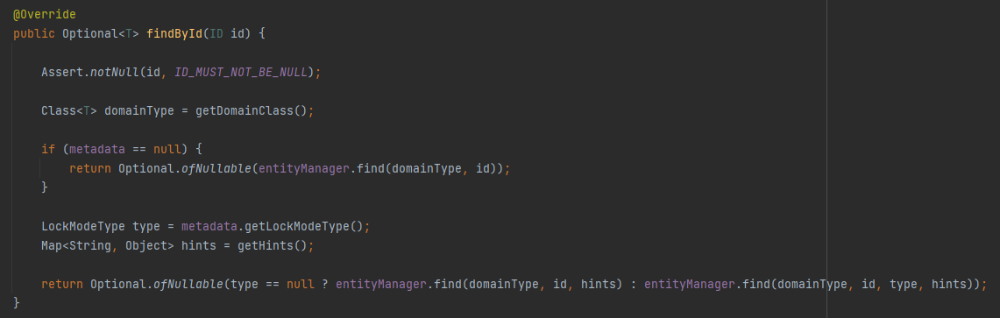 @Override
public Optional<T> findById(ID id) {
Assert.notNull(id, ID_MUST_NOT_BE_NULL);
Class<T> domainType = getDomainClass();
if (metadata == null) {
return Optional.ofNullable(entityManager.find(domainType, id));
}
LockModeType type = metadata.getLockModeType();
Map<String, Object> hints = getHints();
return Optional.ofNullable(type == null ? entityManager.find(domainType, id, hints) : entityManager.find(domainType, id, type, hints));
}